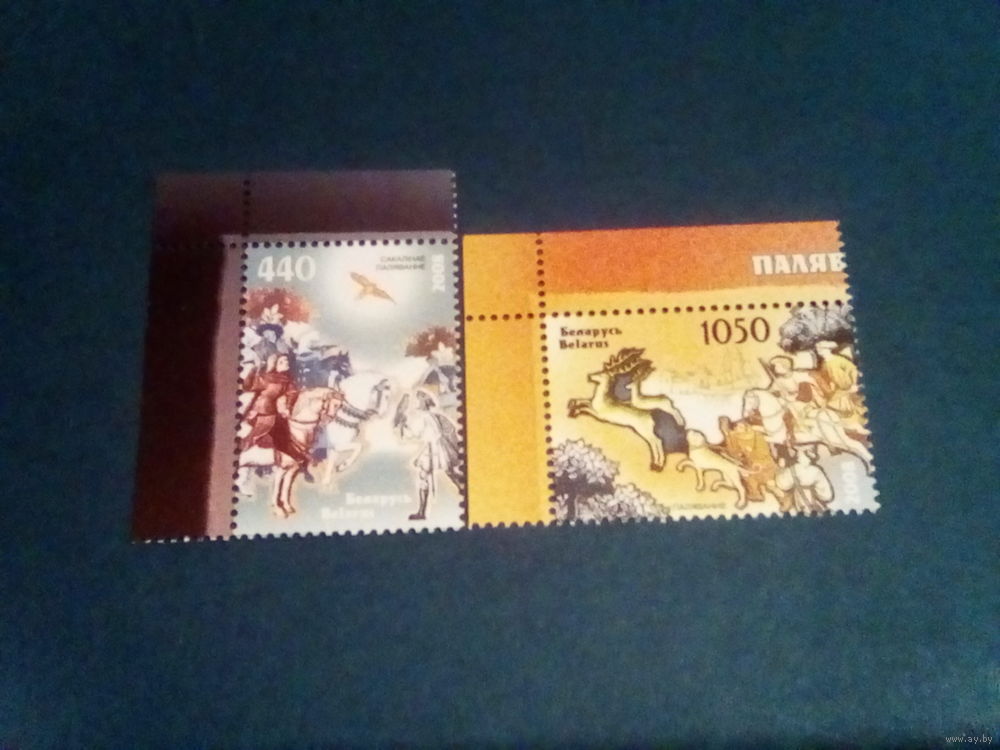 440
САКАЛІНАЕ
ПАЛЯВАННЕ
2008
Беларусь
Belarus
ПАЛЯВ
Беларусь
Belarus
1050
ПАЛЯВАННЕ
2008
www.ay.by